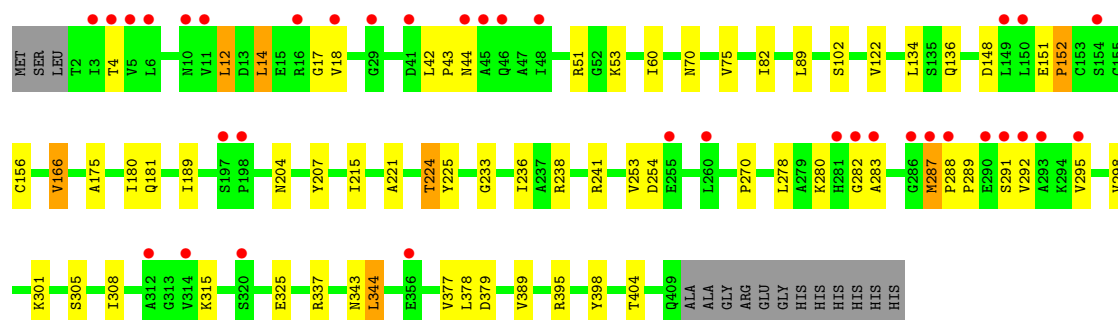 MET SER LEU T2 I3 T4 V5 L6 N10 V11 L12 D13 L14 E15 R16 G17 V18 G29 D41 L42 P43 N44 A45 Q46 A47 I48 R51 G52 K53 I60 N70 V75 I82 L89 S102 V122 L134 S135 Q136 D148 L149 L150 E151 P152 C153 S154 C155
C156 V166 A175 I180 Q181 I189 S197 P198 N204 Y207 I215 A221 T224 Y225 G233 I236 A237 R238 R241 V253 D254 E255 L260 P270 L278 A279 K280 H281 G282 A283 G286 M287 P288 P289 E290 S291 V292 A293 K294 V295
K301 S305 I308 A312 G313 V314 K315 S320 E325 R337 N343 L344 E356 V377 L378 D379 V389 R395 Y398 T404 Q409 ALA ALA GLY ARG GLU GLY HIS HIS HIS HIS HIS HIS